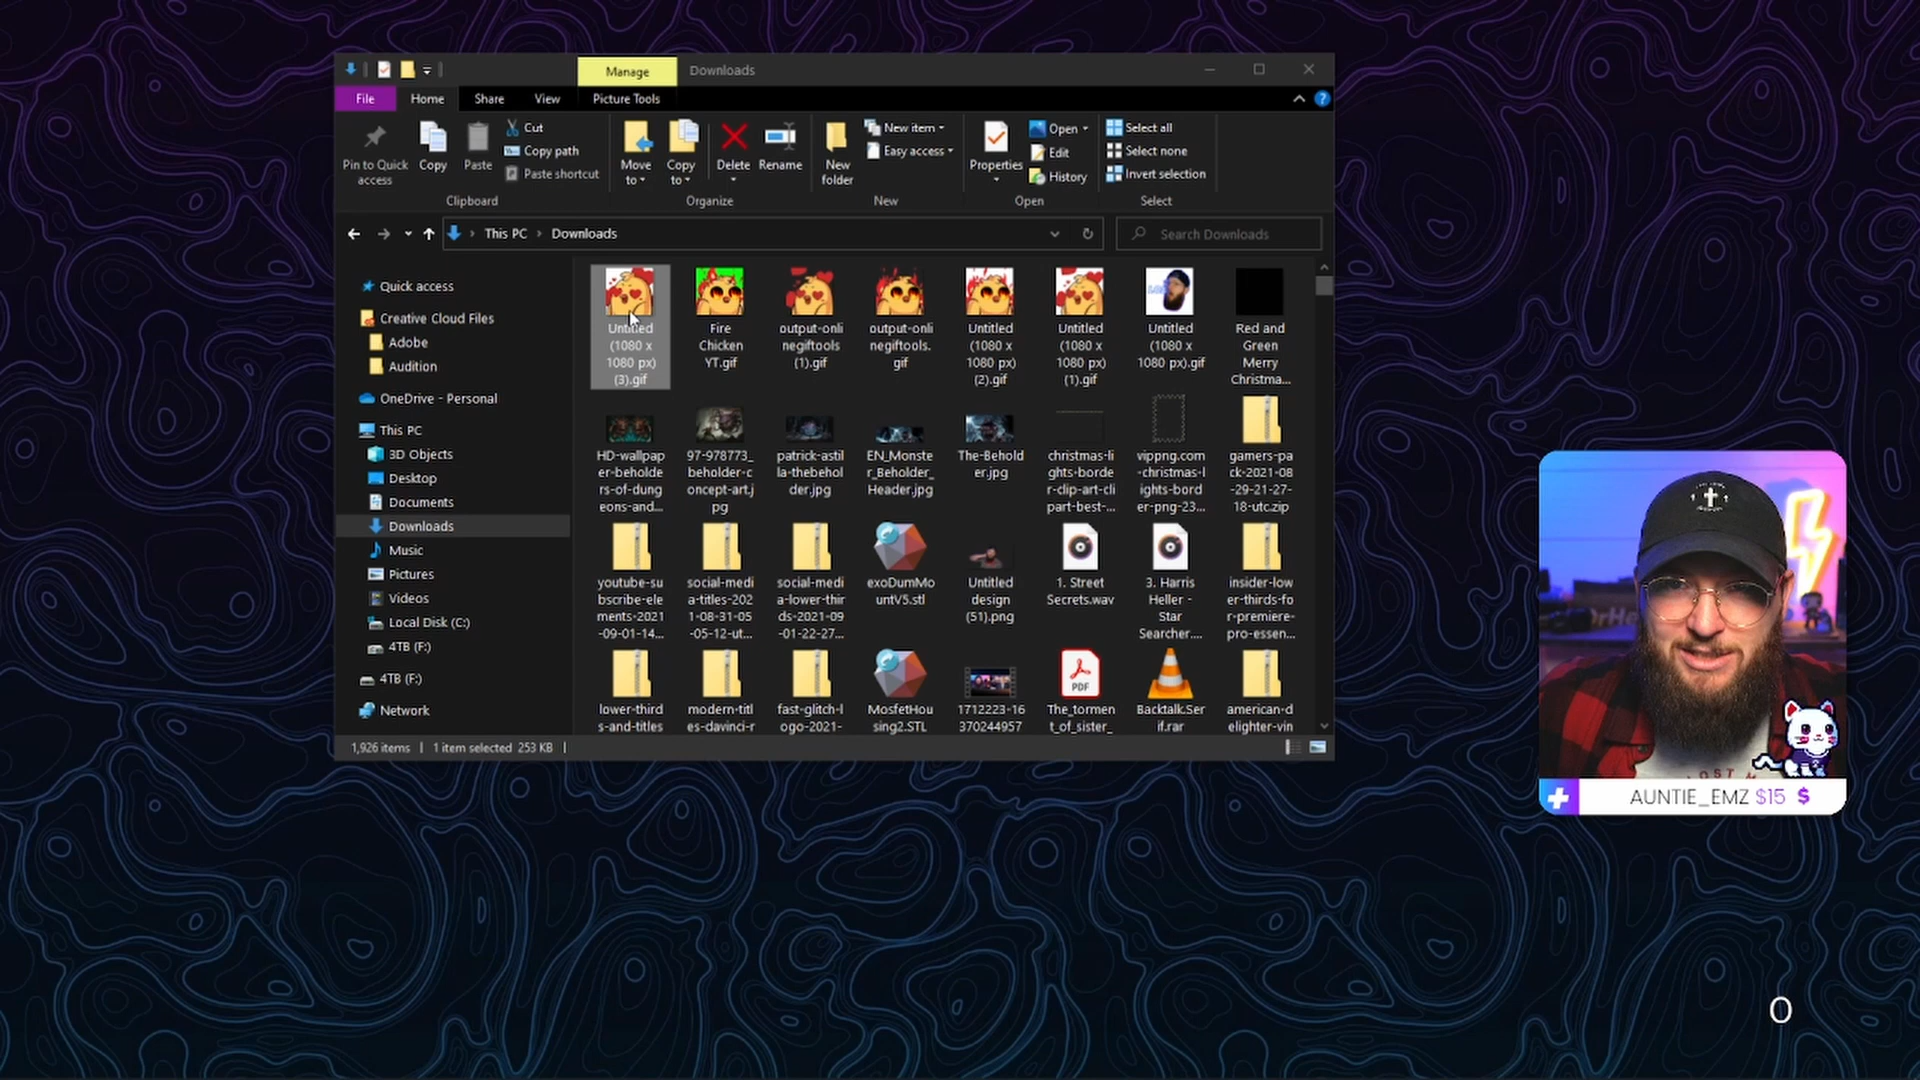 Manage Downloads
File Home Share View Picture Tools
Pin to Quick access
Copy
Paste
Cut
Copy path
Paste shortcut
Clipboard
Move to
Copy to
Delete
Rename
Organize
New folder
New item
Easy access
New
Properties
Open
Edit
History
Open
Select all
Select none
Invert selection
Select
This PC > Downloads
Search Downloads
Quick access
Creative Cloud Files
Adobe
Audition
OneDrive - Personal
This PC
3D Objects
Desktop
Documents
Downloads
Music
Pictures
Videos
Local Disk (C:)
4TB (F:)
4TB (F:)
Network
Untitled
(1080 x
1080 px)
(3).gif
Fire
Chicken
YT.gif
output-onli
negiftools
(1).gif
output-onli
negiftools.
gif
Untitled
(1080 x
1080 px)
(2).gif
Untitled
(1080 x
1080 px)
(1).gif
Untitled
(1080 x
1080 px).gif
Red and
Green
Merry
Christma...
HD-wallpap
er-beholde
rs-of-dung
eons-and...
97-978773_
beholder-c
oncept-art.j
pg
patrick-astil
la-thebehol
der.jpg
EN_Monste
r_Beholder_
Header.jpg
The-Behold
er.jpg
christmas-li
ghts-borde
r-clip-art-cli
part-best-...
vippng.com
-christmas-l
ights-bord
er-png-23...
gamers-pa
ck-2021-08
-29-21-27-
18-utc.zip
youtube-su
bscribe-ele
ments-2021
-09-01-14...
social-medi
a-titles-202
1-08-31-05
-05-12-ut...
social-medi
a-lower-thir
ds-2021-09
-01-22-27...
exoDumMo
untV5.stl
Untitled
design
(51).png
1. Street
Secrets.wav
3. Harris
Heller -
Star
Searcher....
insider-low
er-thirds-fo
r-premiere-
pro-essen...
lower-third
s-and-titles
modern-titl
es-davinci-r
fast-glitch-l
ogo-2021-
MosfetHou
sing2.STL
1712223-16
370244957
The_tormen
t_of_sister_
Backtalk.Ser
if.rar
american-d
elighter-vin
1,926 items | 1 item selected 253 KB |
PDF
AUNTIE_EMZ $15 $
0